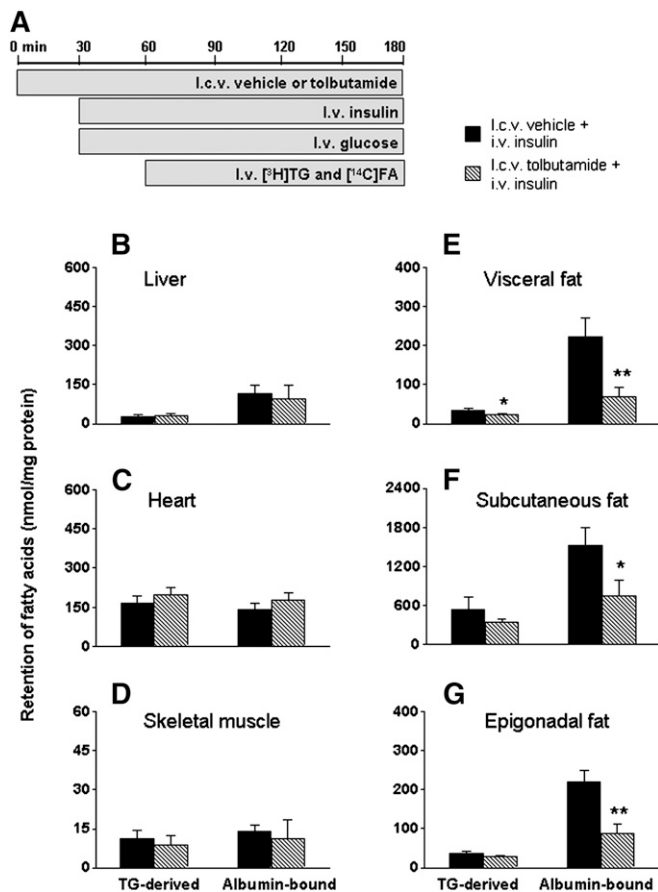 A
0 min 30 60 90 120 150 180
I.c.v. vehicle or tolbutamide
I.v. insulin
I.v. glucose
I.v. [³H]TG and [¹⁴C]FA
I.c.v. vehicle +
i.v. insulin
I.c.v. tolbutamide +
i.v. insulin
Retention of fatty acids (nmol/mg protein)
B
Liver
600
450
300
150
0
E
Visceral fat
400
300
200
100
0
*
**
C
Heart
600
450
300
150
0
F
Subcutaneous fat
2400
1800
1200
600
0
*
D
Skeletal muscle
60
45
30
15
0
TG-derived Albumin-bound
G
Epigonadal fat
400
300
200
100
0
**
TG-derived Albumin-bound